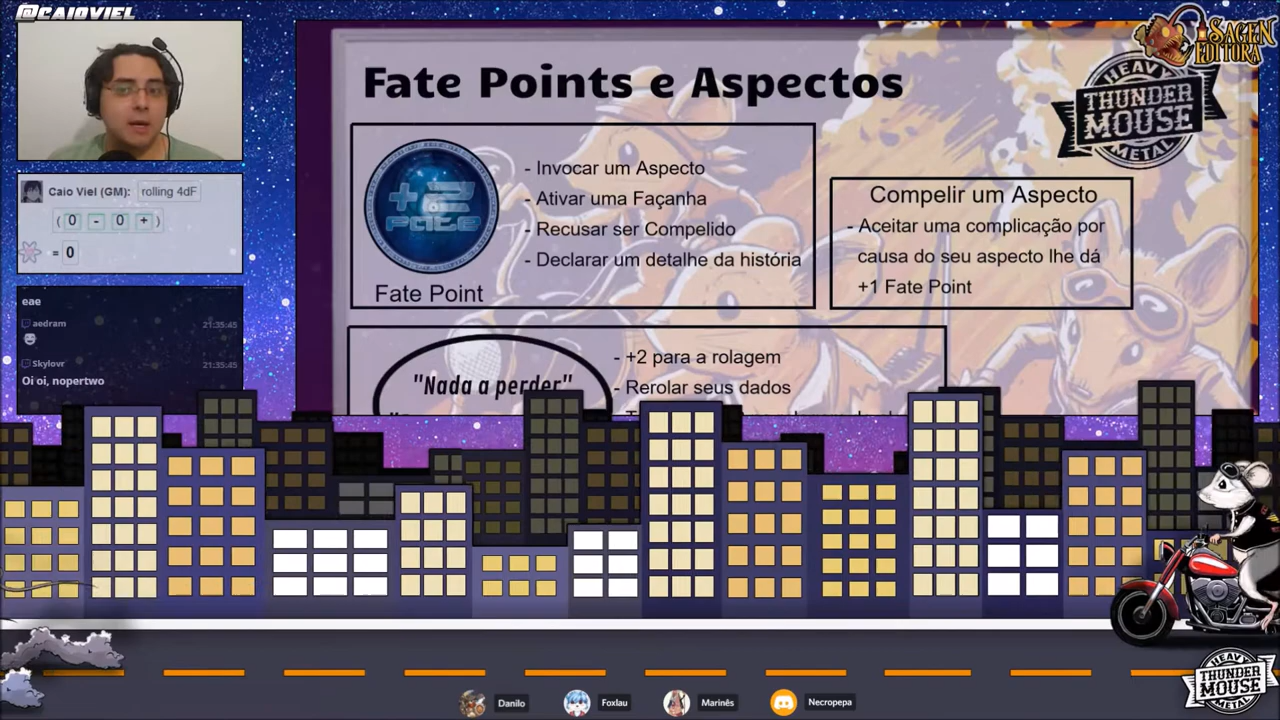 @CAIOVIEL
ISAGEN
EDITORA
HEAVY
THUNDER
MOUSE
METAL
Fate Points e Aspectos
- Invocar um Aspecto
- Ativar uma Façanha
- Recusar ser Compelido
- Declarar um detalhe da história
+2
FATE
Fate Point
Compelir um Aspecto
- Aceitar uma complicação por
causa do seu aspecto lhe dá
+1 Fate Point
Caio Viel (GM): rolling 4dF
( 0 - 0 + )
= 0
eae
aedram 21:35:45
Skylovr 21:35:45
Oi oi, nopertwo
"Nada a perder"
- +2 para a rolagem
- Rerolar seus dados
HEAVY
THUNDER
MOUSE
METAL
Danilo
Foxlau
Marinês
Necropepa